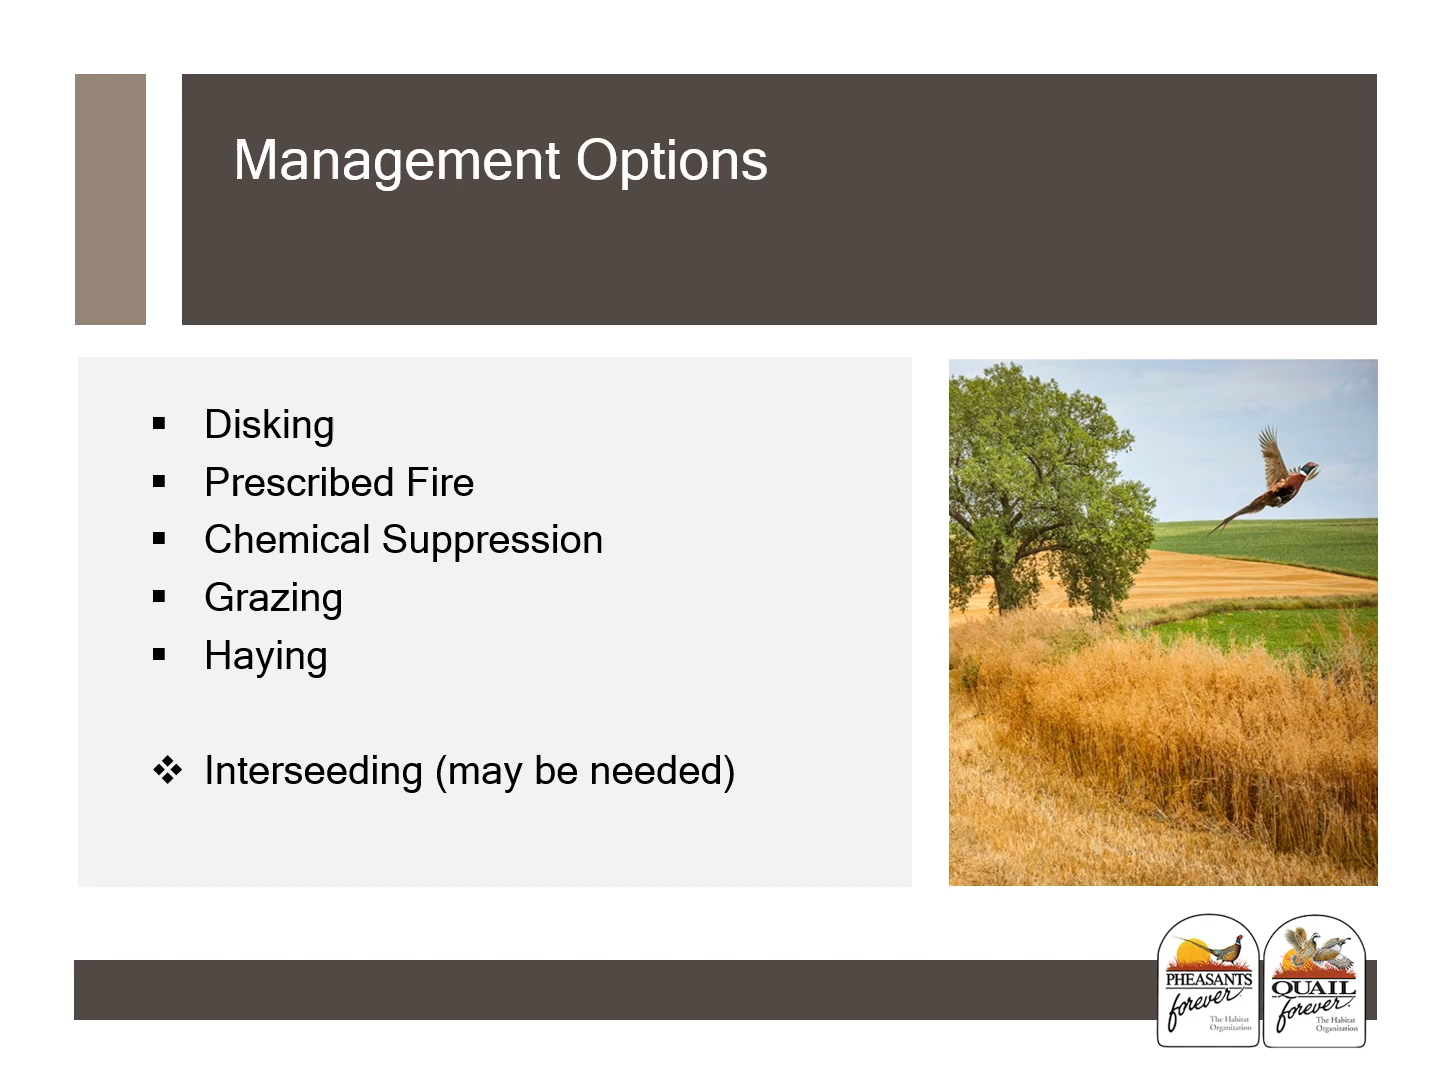 Management Options
▪ Disking
▪ Prescribed Fire
▪ Chemical Suppression
▪ Grazing
▪ Haying
❖ Interseeding (may be needed)
PHEASANTS
forever
The Habitat
Organization
QUAIL
forever
The Habitat
Organization